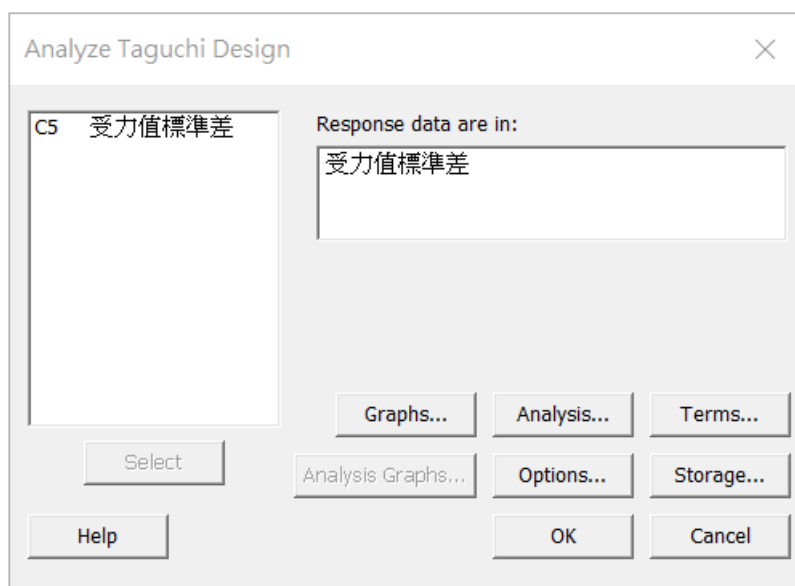 Analyze Taguchi Design
C5 受力值標準差
Response data are in:
受力值標準差
Graphs...
Analysis...
Terms...
Select
Analysis Graphs...
Options...
Storage...
Help
OK
Cancel